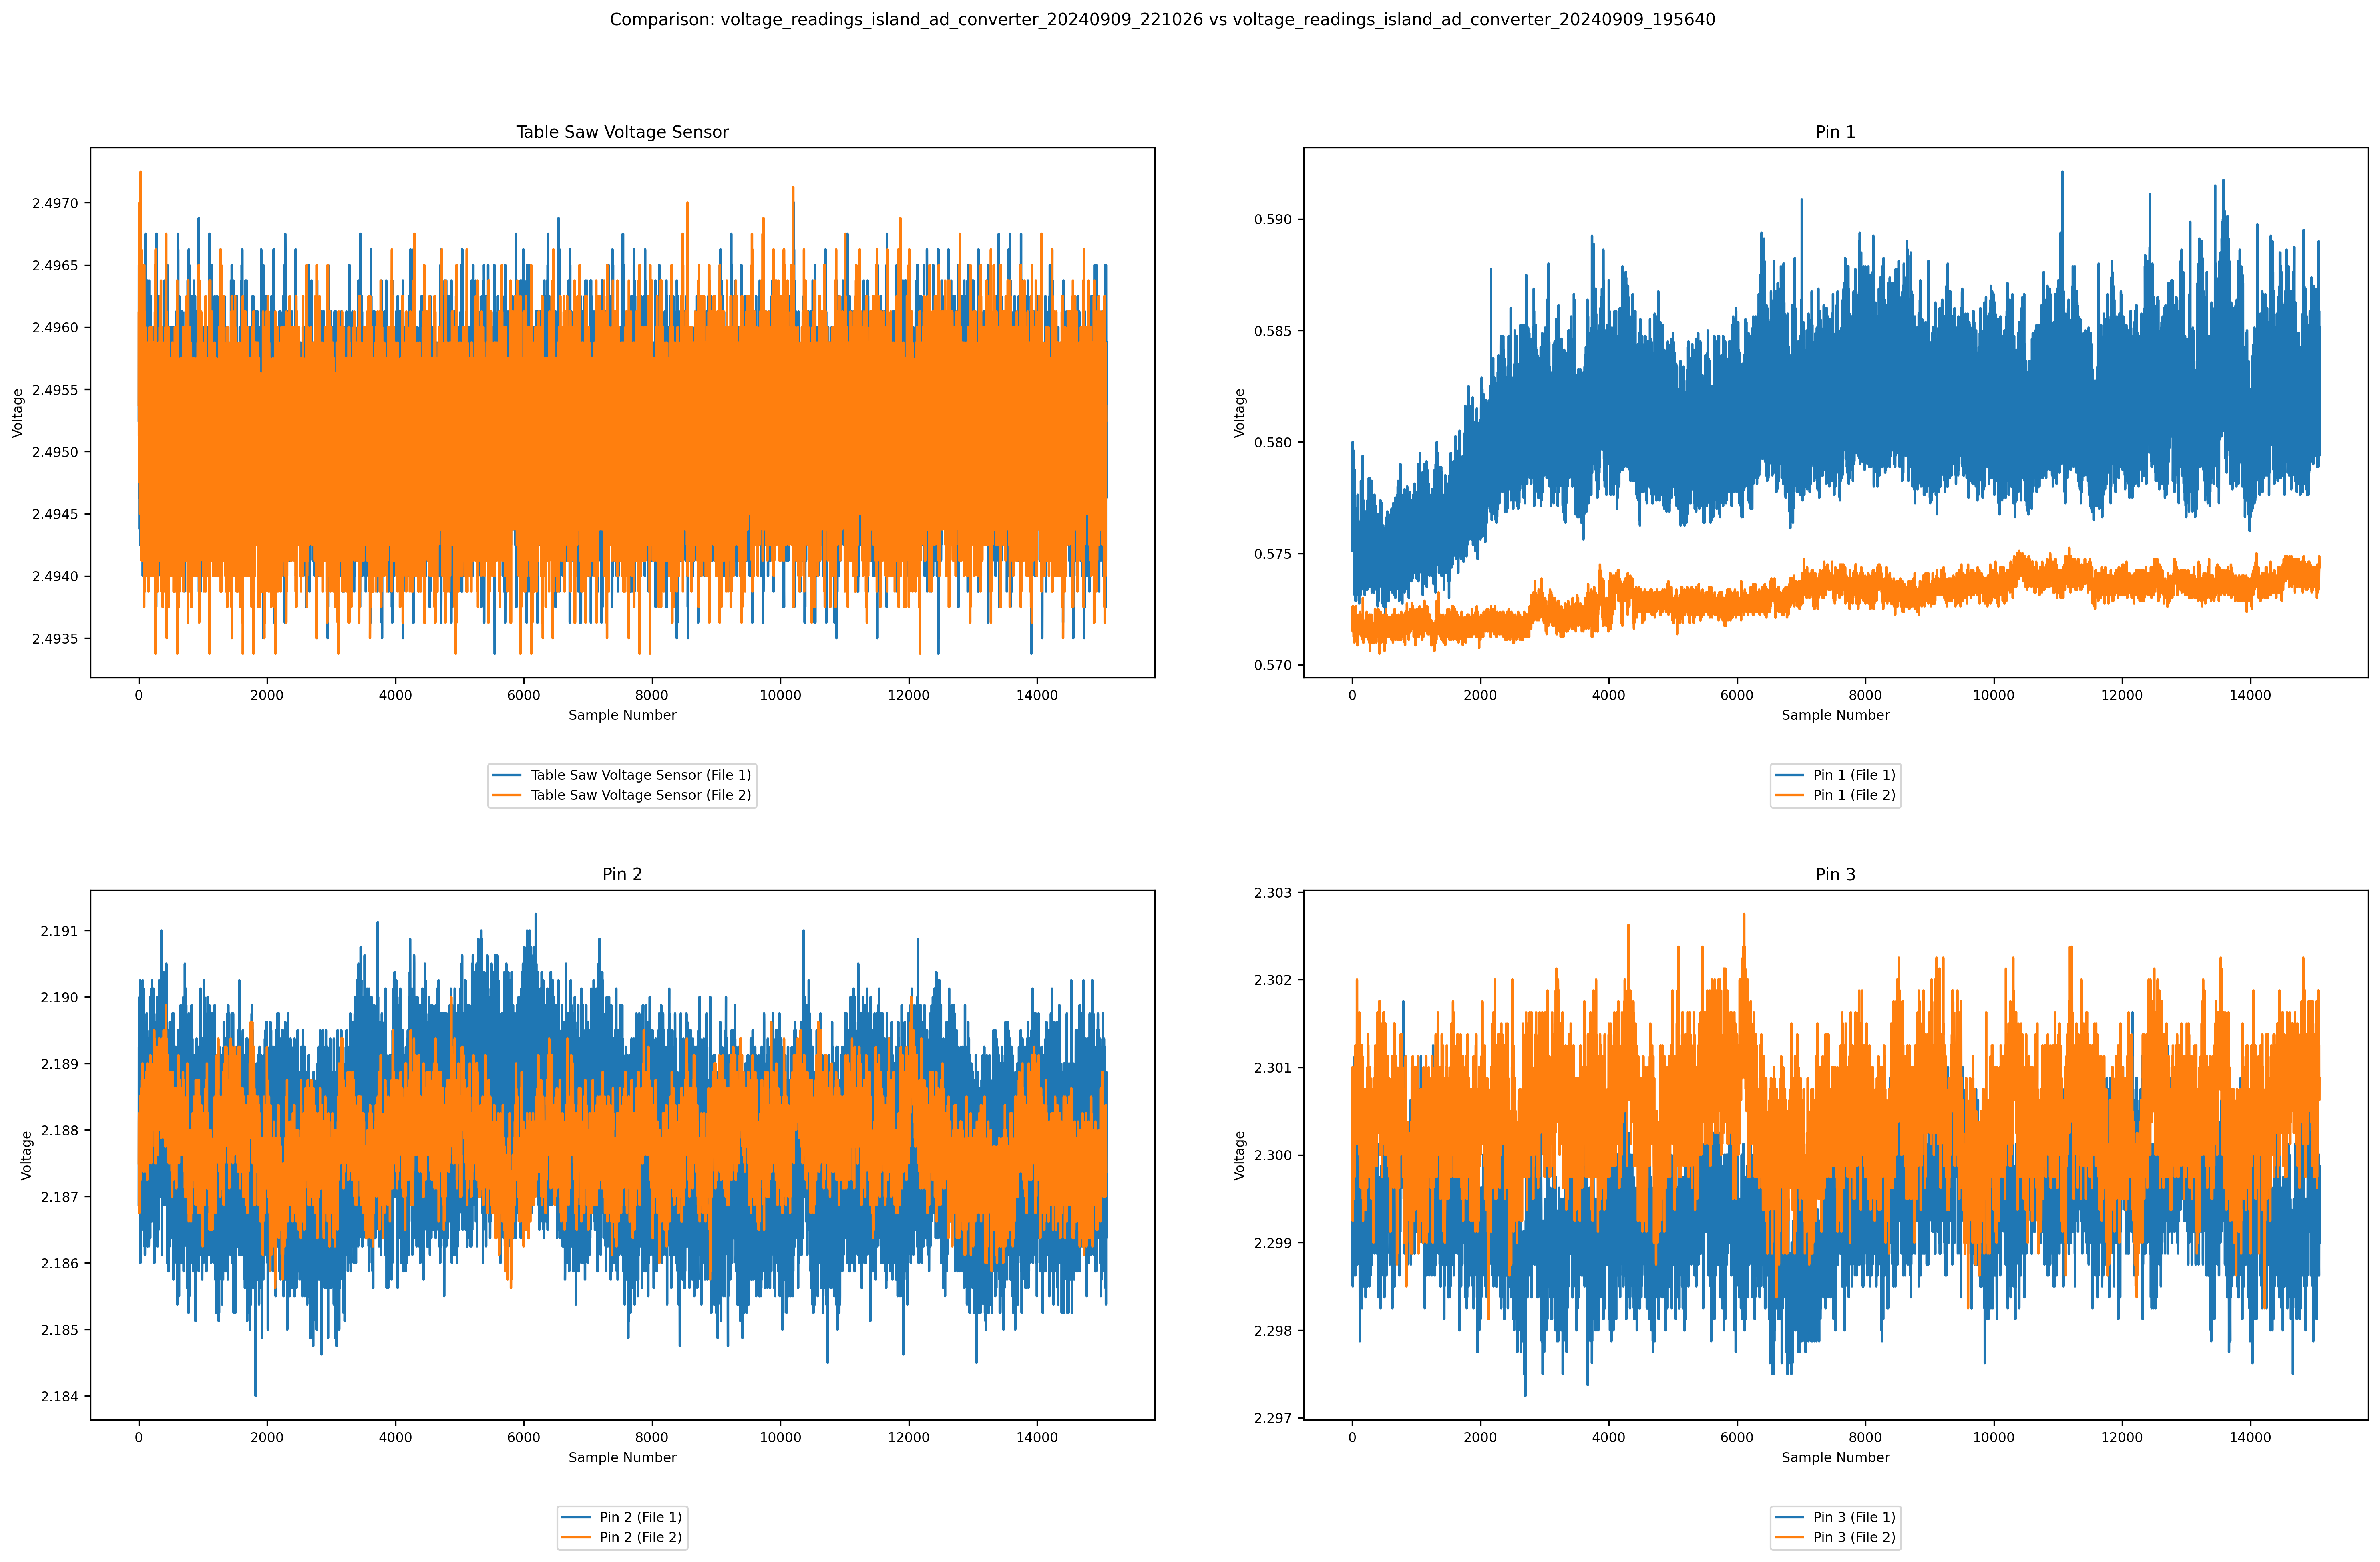 Comparison: voltage_readings_island_ad_converter_20240909_221026 vs voltage_readings_island_ad_converter_20240909_195640
Table Saw Voltage Sensor
Voltage
2.4970
2.4965
2.4960
2.4955
2.4950
2.4945
2.4940
2.4935
0 2000 4000 6000 8000 10000 12000 14000
Sample Number
Table Saw Voltage Sensor (File 1)
Table Saw Voltage Sensor (File 2)
Pin 1
Voltage
0.590
0.585
0.580
0.575
0.570
0 2000 4000 6000 8000 10000 12000 14000
Sample Number
Pin 1 (File 1)
Pin 1 (File 2)
Pin 2
Voltage
2.191
2.190
2.189
2.188
2.187
2.186
2.185
2.184
0 2000 4000 6000 8000 10000 12000 14000
Sample Number
Pin 2 (File 1)
Pin 2 (File 2)
Pin 3
Voltage
2.303
2.302
2.301
2.300
2.299
2.298
2.297
0 2000 4000 6000 8000 10000 12000 14000
Sample Number
Pin 3 (File 1)
Pin 3 (File 2)